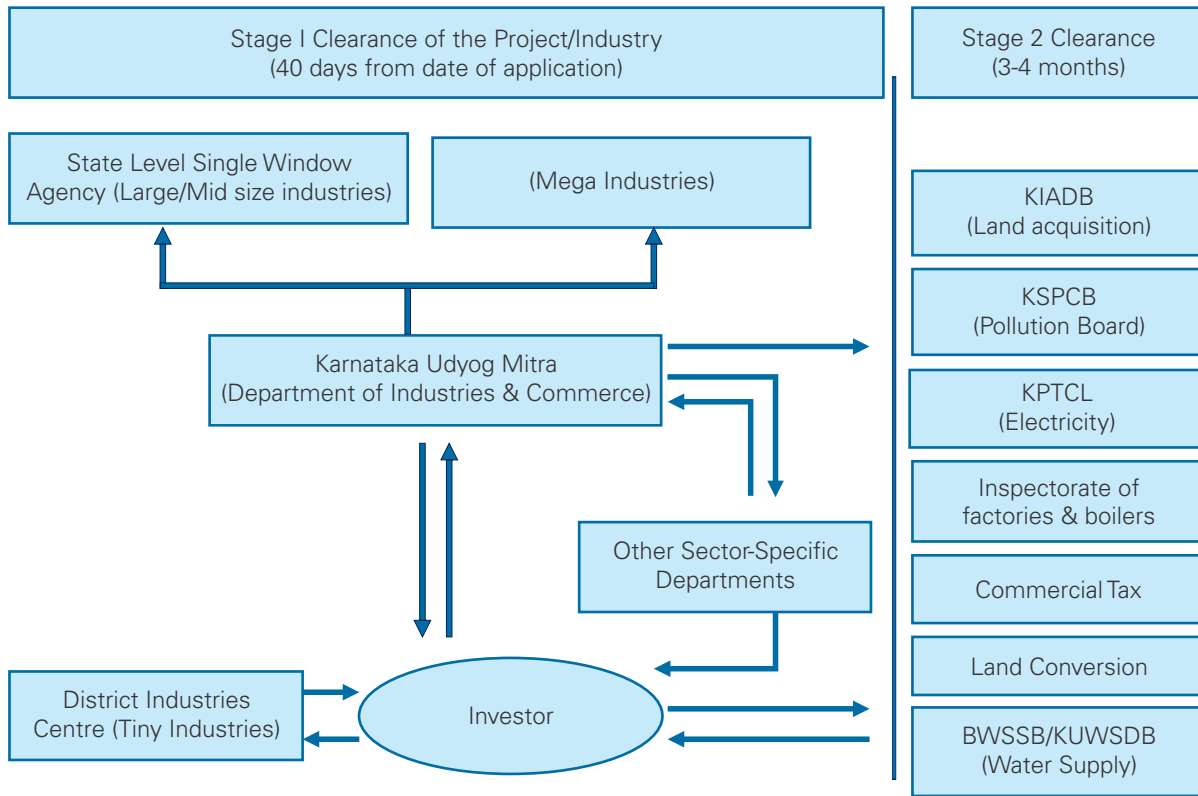 Stage I Clearance of the Project/Industry
(40 days from date of application)
Stage 2 Clearance
(3-4 months)
State Level Single Window
Agency (Large/Mid size industries)
(Mega Industries)
KIADB
(Land acquisition)
KSPCB
(Pollution Board)
Karnataka Udyog Mitra
(Department of Industries & Commerce)
KPTCL
(Electricity)
Inspectorate of
factories & boilers
Other Sector-Specific
Departments
Commercial Tax
Land Conversion
District Industries
Centre (Tiny Industries)
Investor
BWSSB/KUWSDB
(Water Supply)